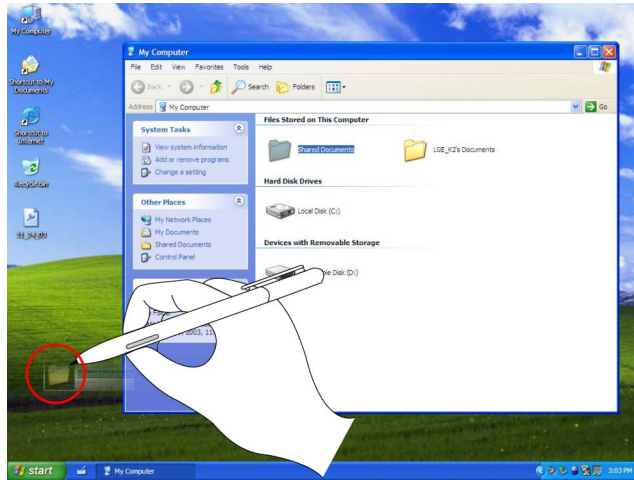 My Computer
Shortcut to My
Documents
Shortcut to
Internet
Recycle Bin
My Computer
File Edit View Favorites Tools Help
Back Search Folders
Address My Computer Go
System Tasks
View system information
Add or remove programs
Change a setting
Other Places
My Network Places
My Documents
Shared Documents
Control Panel
2003, 11
Files Stored on This Computer
Shared Documents
LGE_K2's Documents
Hard Disk Drives
Local Disk (C:)
Devices with Removable Storage
Disk (D:)
Shared
start My Computer 3:03 PM